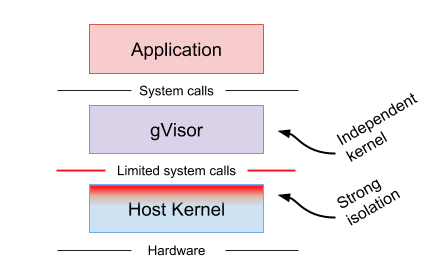 Application
System calls
gVisor
Independent
kernel
Limited system calls
Strong
isolation
Host Kernel
Hardware